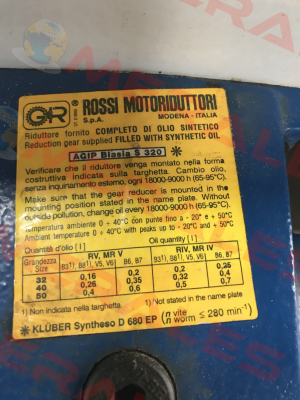 GR ROSSI MOTORIDUTTORI
S.p.A. MODENA - ITALIA
Riduttore fornito COMPLETO DI OLIO SINTETICO
Reduction gear supplied FILLED WITH SYNTHETIC OIL
AGIP Blasia S 320 *
Verificare che il riduttore venga montato nella forma
costruttiva indicata sulla targhetta. Cambio olio,
senza inquinamento esterno, ogni 18000-9000 h (65-95°C).
Make sure that the gear reducer is mounted in the
mounting position stated in the name plate. Without
outside pollution, change oil every 18000-9000 h (65-95°C).
Temperatura ambiente 0 ÷ 40°C con punte fino a - 20° e + 50°C
Ambient temperature 0 ÷ 40°C with peaks up to - 20°C and + 50°C
Quantità d'olio [ l ] Oil quantity [ l ]
Grandezza Size RV, MR V RV, MR IV
B3¹⁾, B8¹⁾, V5, V6 B6, B7 B3¹⁾, B8¹⁾, V5, V6 B6, B7
32 0,16 0,2 0,2 0,25
40 0,26 0,35 0,32 0,4
50 0,4 0,6 0,5 0,7
1) Non indicata nella targhetta 1) Not stated in the name plate
* KLÜBER Syntheso D 680 EP (n vite n worm ≤ 280 min⁻¹)